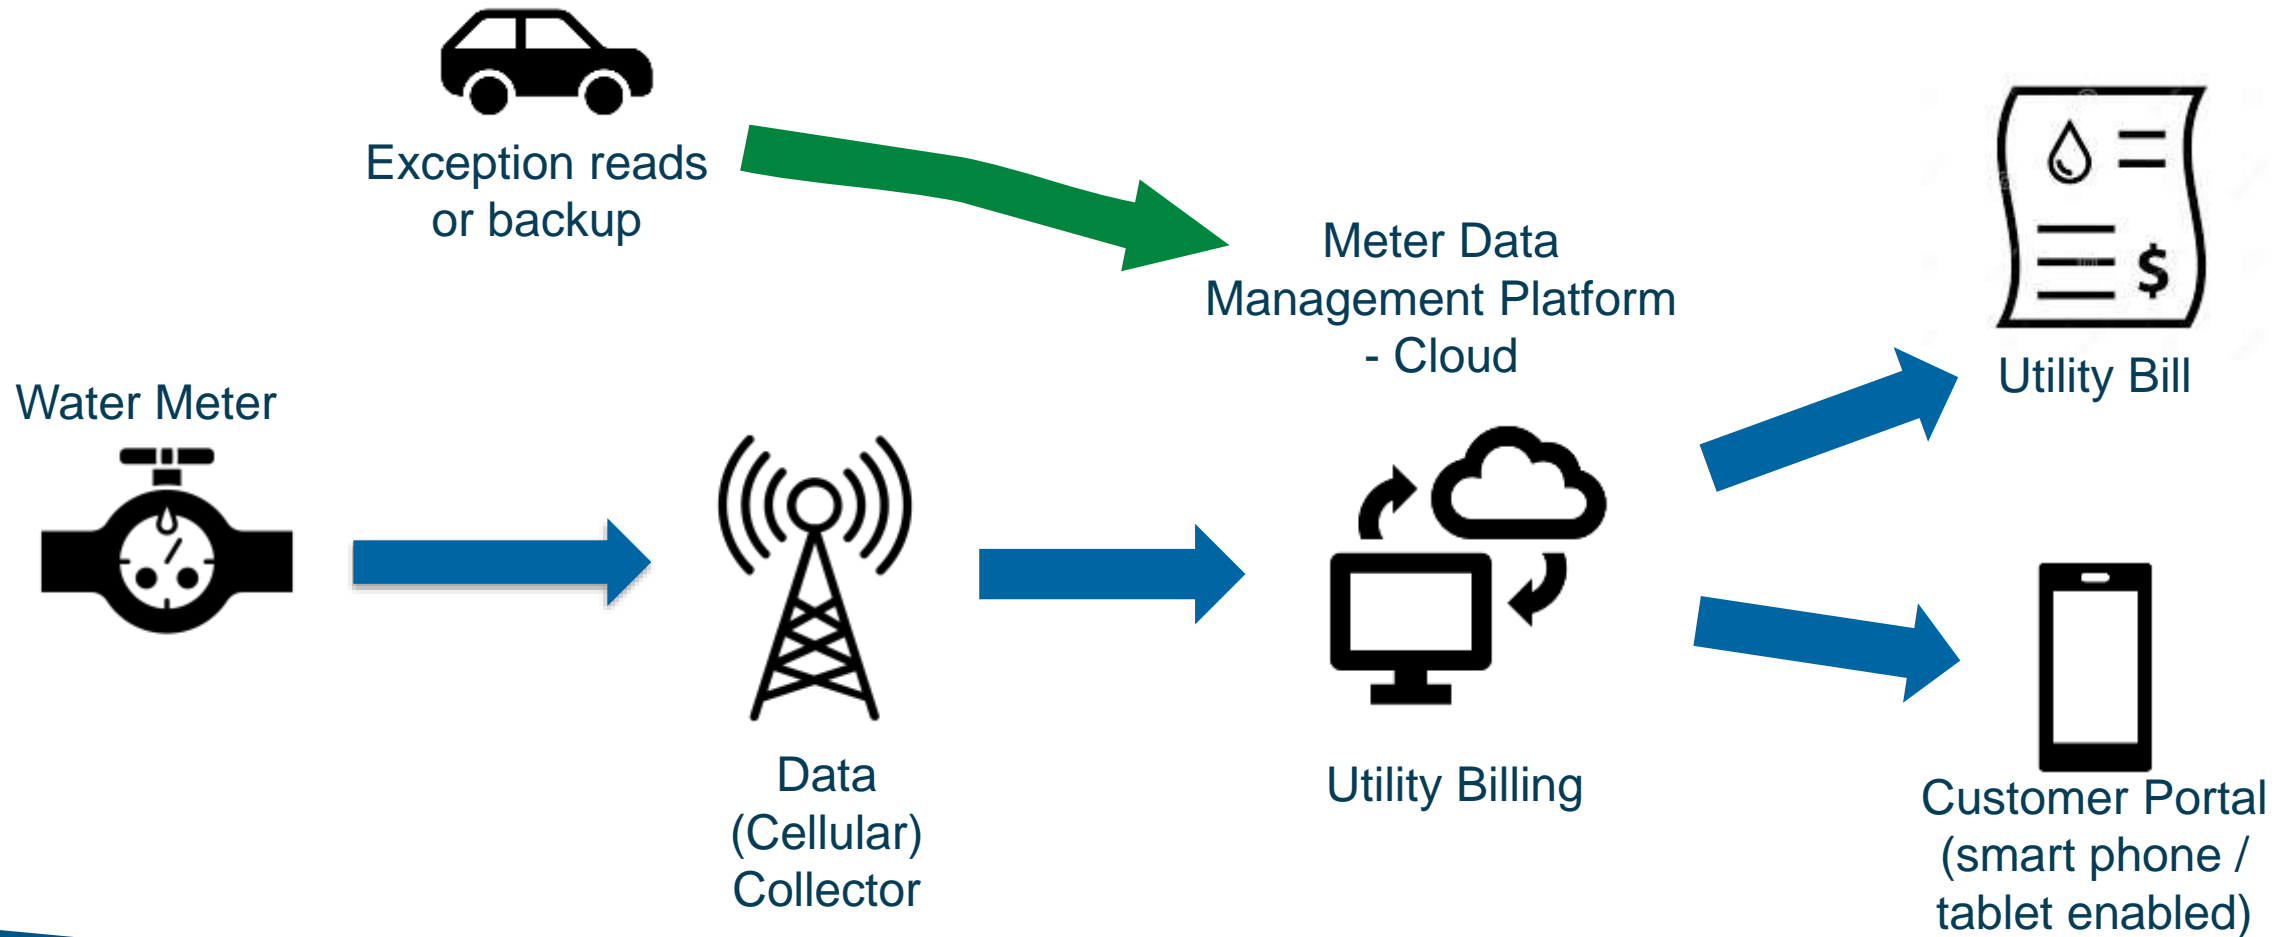 Exception reads
or backup
Meter Data
Management Platform
- Cloud
$
Utility Bill
Water Meter
Data
(Cellular)
Collector
Utility Billing
Customer Portal
(smart phone /
tablet enabled)